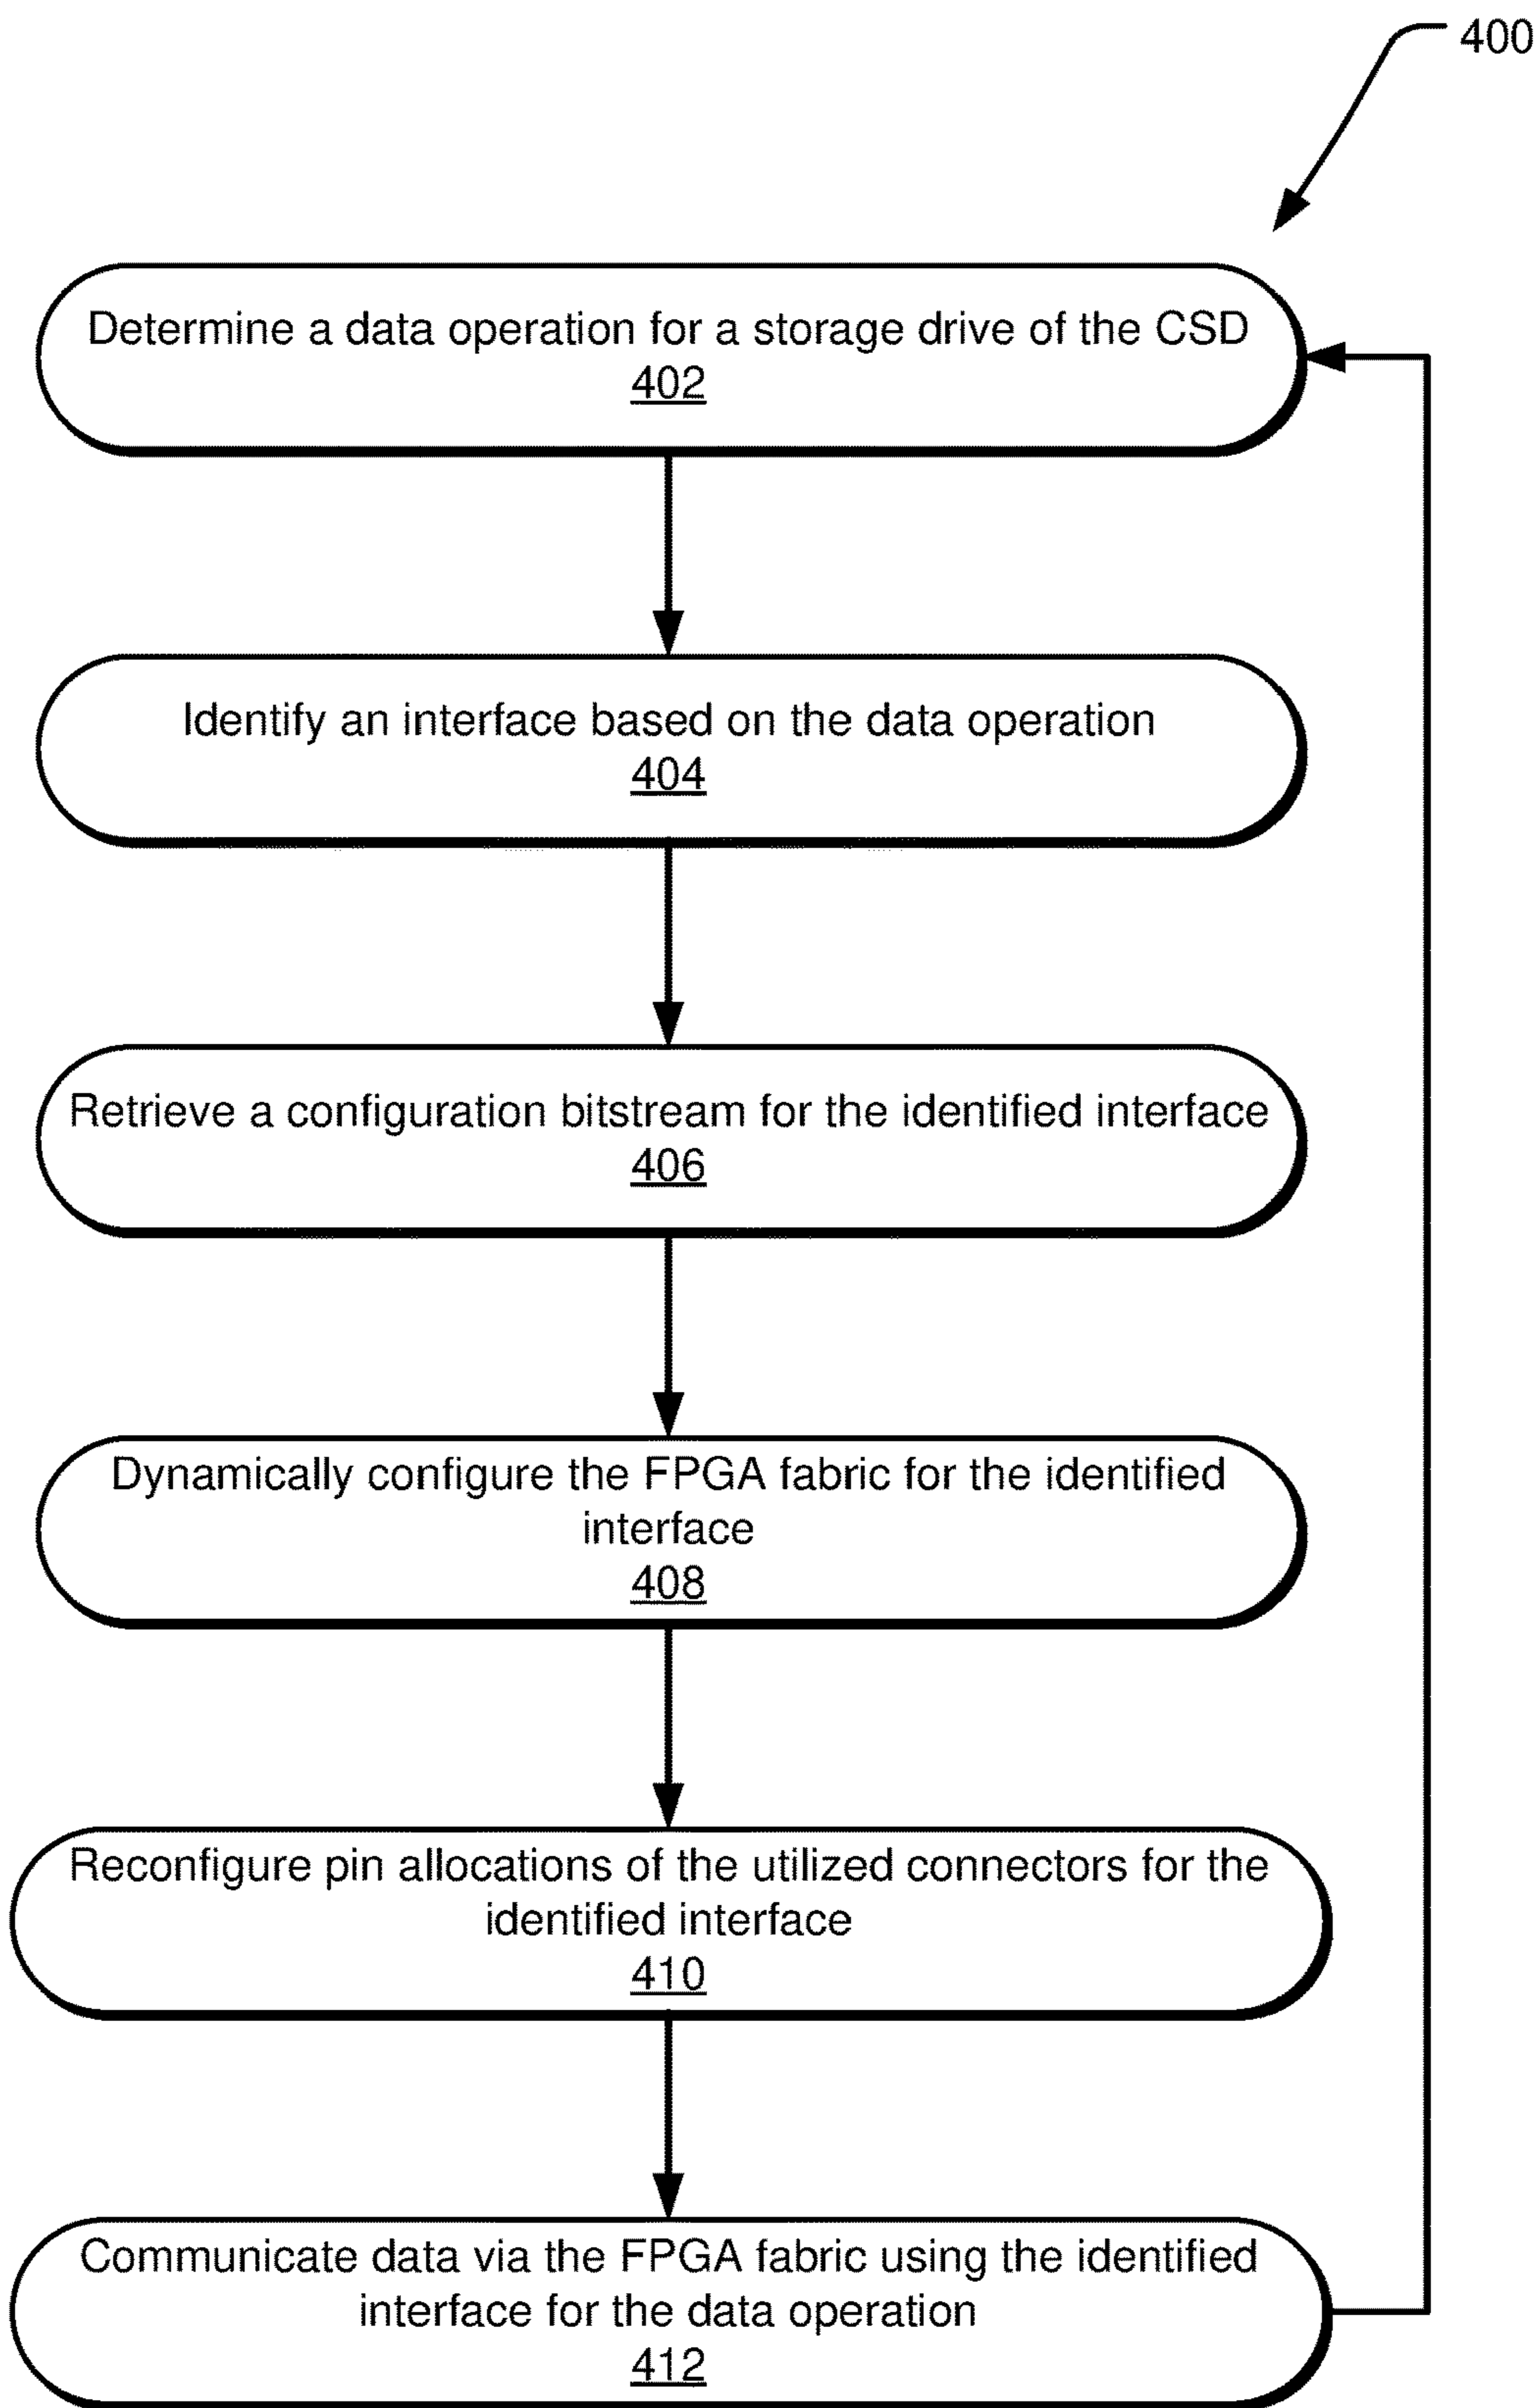 400
Determine a data operation for a storage drive of the CSD
402
Identify an interface based on the data operation
404
Retrieve a configuration bitstream for the identified interface
406
Dynamically configure the FPGA fabric for the identified
interface
408
Reconfigure pin allocations of the utilized connectors for the
identified interface
410
Communicate data via the FPGA fabric using the identified
interface for the data operation
412